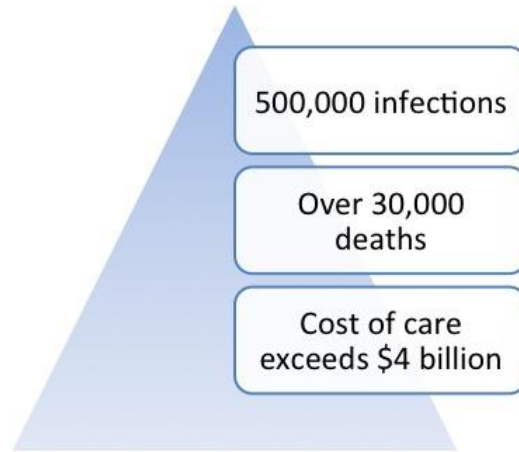 500,000 infections
Over 30,000
deaths
Cost of care
exceeds $4 billion